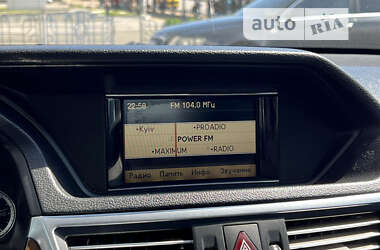 AUTO RIA
22:58 FM 104.0 МГц
•Kyiv •PROADIO
POWER FM
•MAXIMUM •RADIO
Радио Память Инфо Звучание